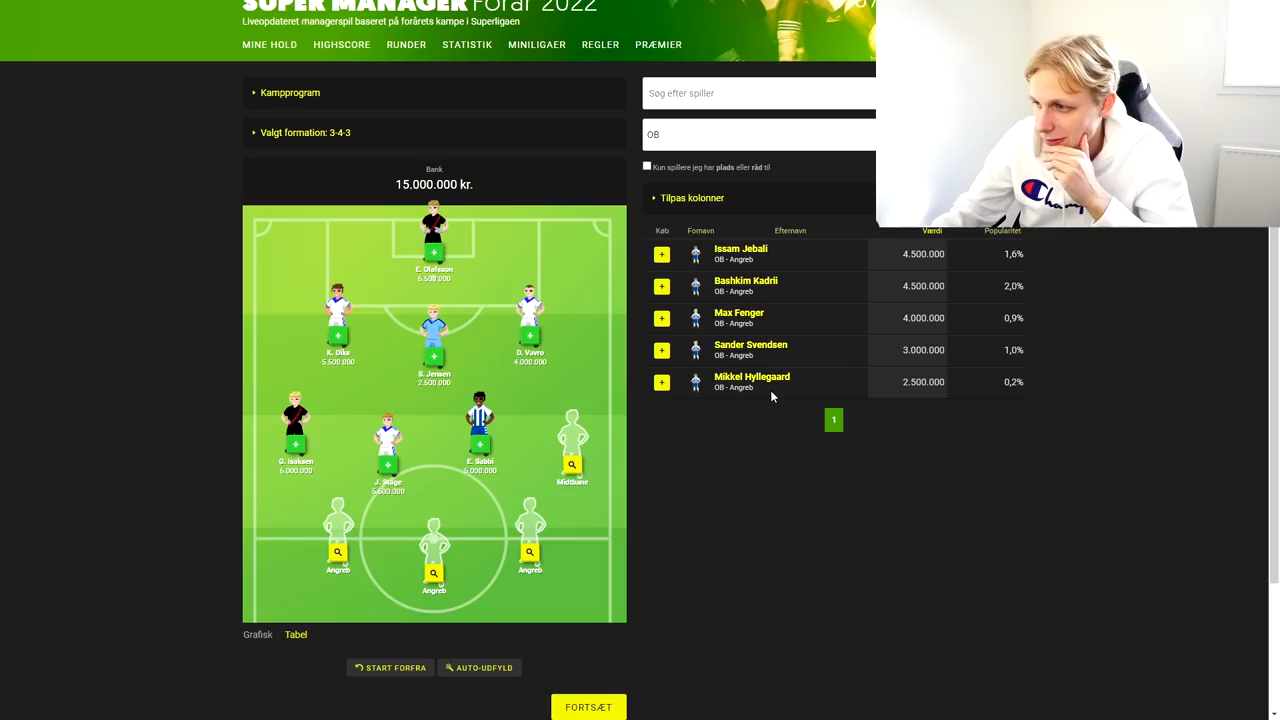 SUPER MANAGER Forår 2022
Liveopdateret managerspil baseret på forårets kampe i Superligaen
MINE HOLD HIGHSCORE RUNDER STATISTIK MINILIGAER REGLER PRÆMIER
Kampprogram
Valgt formation: 3-4-3
Bank
15.000.000 kr.
E. Olafsson
6.500.000
K. Diks
5.500.000
S. Jensen
2.500.000
D. Vavro
4.000.000
G. Isaksen
5.000.000
J. Stage
5.500.000
E. Sabbi
5.000.000
Midtbane
Angreb
Angreb
Angreb
Grafisk Tabel
START FORFRA AUTO-UDFYLD
FORTSÆT
Søg efter spiller
OB
Kun spillere jeg har plads eller råd til
Tilpas kolonner
Køb Fornavn Efternavn Værdi Popularitet
Issam Jebali
OB - Angreb
4.500.000 1,6%
Bashkim Kadrii
OB - Angreb
4.500.000 2,0%
Max Fenger
OB - Angreb
4.000.000 0,9%
Sander Svendsen
OB - Angreb
3.000.000 1,0%
Mikkel Hyllegaard
OB - Angreb
2.500.000 0,2%
1